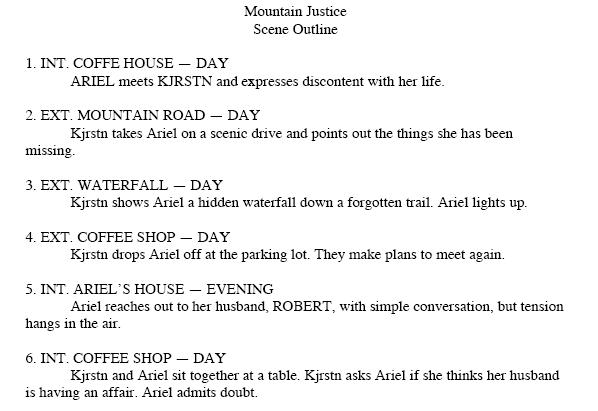 Mountain Justice
Scene Outline
1. INT. COFFE HOUSE — DAY
ARIEL meets KJRSTN and expresses discontent with her life.
2. EXT. MOUNTAIN ROAD — DAY
Kjrstn takes Ariel on a scenic drive and points out the things she has been
missing.
3. EXT. WATERFALL — DAY
Kjrstn shows Ariel a hidden waterfall down a forgotten trail. Ariel lights up.
4. EXT. COFFEE SHOP — DAY
Kjrstn drops Ariel off at the parking lot. They make plans to meet again.
5. INT. ARIEL'S HOUSE — EVENING
Ariel reaches out to her husband, ROBERT, with simple conversation, but tension
hangs in the air.
6. INT. COFFEE SHOP — DAY
Kjrstn and Ariel sit together at a table. Kjrstn asks Ariel if she thinks her husband
is having an affair. Ariel admits doubt.